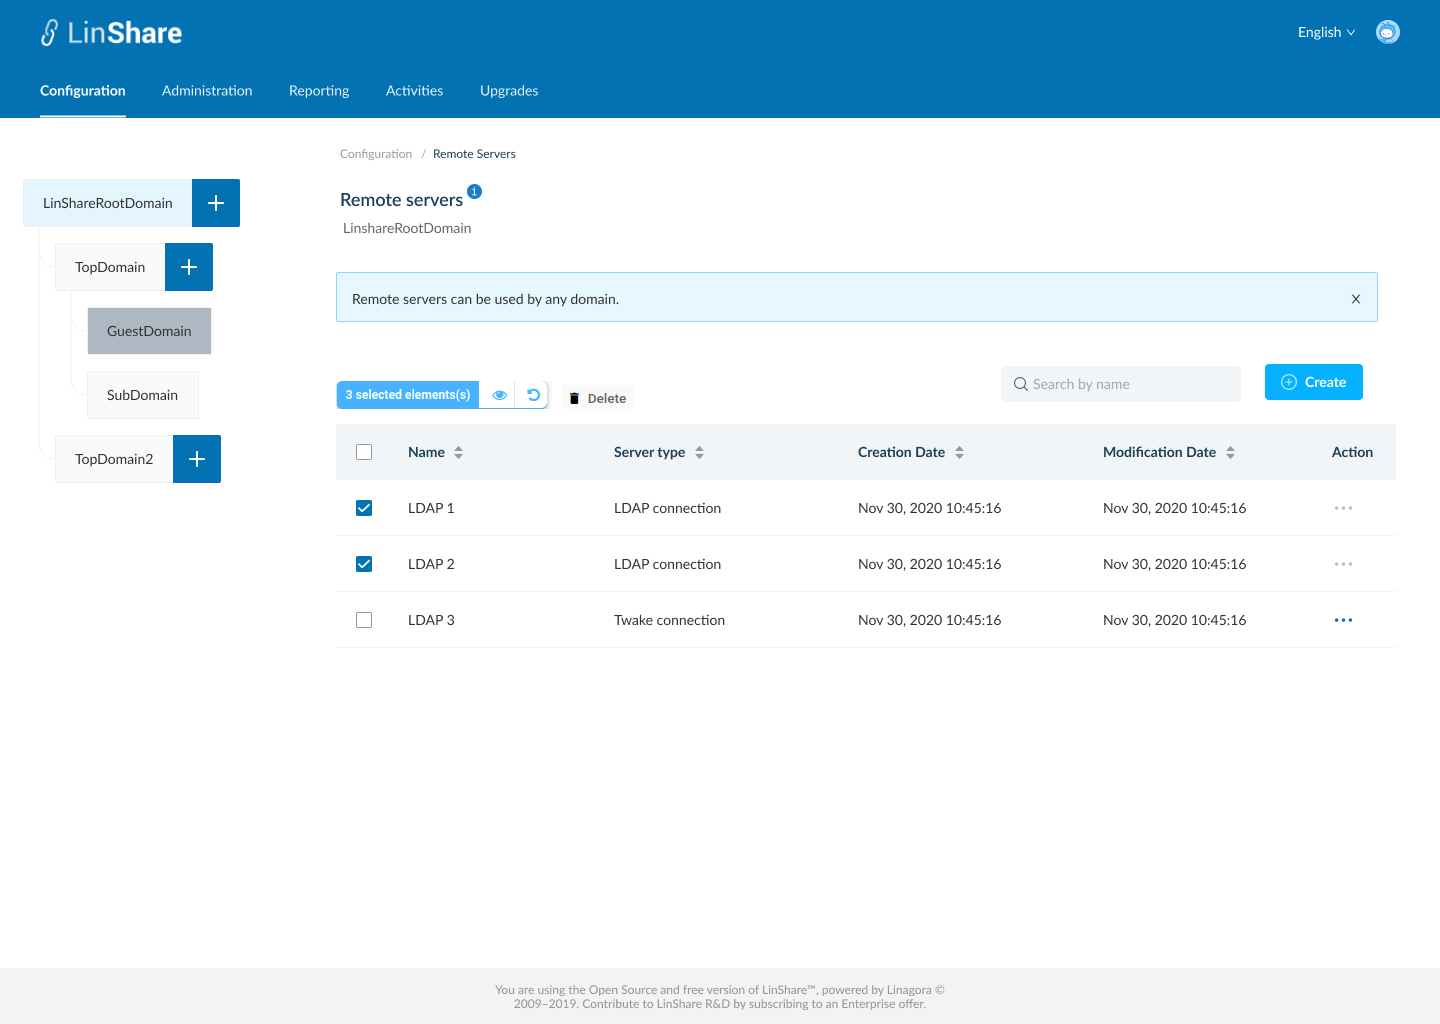 LinShare
English
Configuration Administration Reporting Activities Upgrades
Configuration / Remote Servers
LinShareRootDomain
TopDomain
GuestDomain
SubDomain
TopDomain2
Remote servers i
LinshareRootDomain
Remote servers can be used by any domain.
3 selected elements(s) Delete
Search by name
Create
Name Server type Creation Date Modification Date Action
LDAP 1 LDAP connection Nov 30, 2020 10:45:16 Nov 30, 2020 10:45:16
LDAP 2 LDAP connection Nov 30, 2020 10:45:16 Nov 30, 2020 10:45:16
LDAP 3 Twake connection Nov 30, 2020 10:45:16 Nov 30, 2020 10:45:16
You are using the Open Source and free version of LinShare™, powered by Linagora ©
2009–2019. Contribute to LinShare R&D by subscribing to an Enterprise offer.